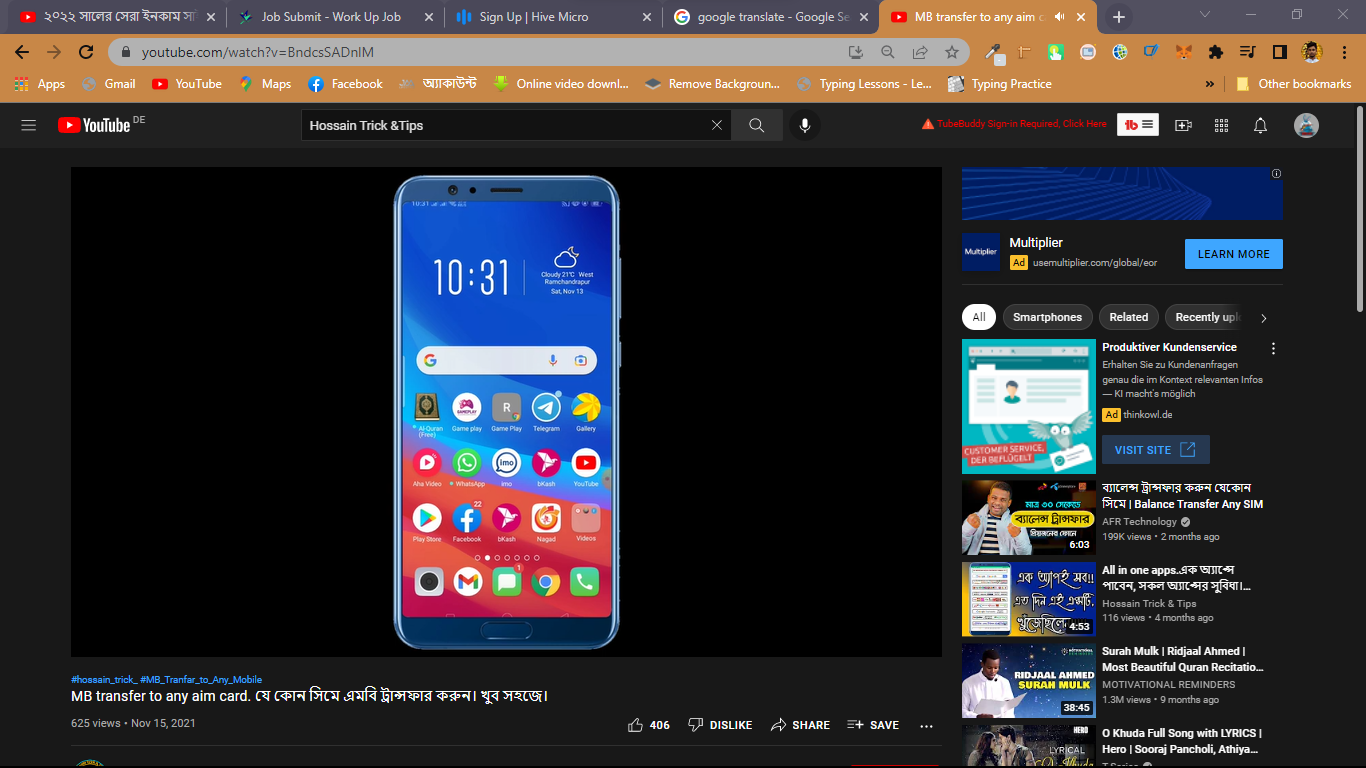 ২০২২ সালের সেরা ইনকাম সা
Job Submit - Work Up Job
Sign Up | Hive Micro
google translate - Google Se
MB transfer to any aim c
youtube.com/watch?v=BndcsSADnIM
Apps
Gmail
YouTube
Maps
Facebook
অ্যাকাউন্ট
Online video downl...
Remove Backgroun...
Typing Lessons - Le...
Typing Practice
»
Other bookmarks
YouTube DE
Hossain Trick &Tips
TubeBuddy Sign-in Required, Click Here
10:31
10:31
Cloudy 21°C West
Ramchandrapur
Sat, Nov 13
Al-Quran
(Free)
Game play
Game Play
Telegram
Gallery
Aha Video
WhatsApp
imo
bKash
YouTube
22
Play Store
Facebook
bKash
Nagad
Videos
1
#hossain_trick_ #MB_Tranfar_to_Any_Mobile
MB transfer to any aim card. যে কোন সিমে এমবি ট্রান্সফার করুন। খুব সহজে।
625 views • Nov 15, 2021
406
DISLIKE
SHARE
SAVE
Multiplier
Multiplier
Ad usemultiplier.com/global/eor
LEARN MORE
All
Smartphones
Related
Recently upl
CUSTOMER SERVICE,
DER BEFLÜGELT
Produktiver Kundenservice
Erhalten Sie zu Kundenanfragen
genau die im Kontext relevanten Infos
— KI macht's möglich
Ad thinkowl.de
VISIT SITE
মাত্র ৩০ সেকেন্ডে
ব্যালেন্স ট্রান্সফার
প্রিয়জনের ফোনে
6:03
ব্যালেন্স ট্রান্সফার করুন যেকোন
সিমে | Balance Transfer Any SIM
AFR Technology
199K views • 2 months ago
এক অ্যাপই সব!!
এত দিন এই এপসটি
খুঁজেছিলেন
4:53
All in one apps.এক অ্যাপ্সে
পাবেন, সকল অ্যাপ্সের সুবিধা।...
Hossain Trick & Tips
116 views • 4 months ago
RIDJAAL AHMED
SURAH MULK
38:45
Surah Mulk | Ridjaal Ahmed |
Most Beautiful Quran Recitatio...
MOTIVATIONAL REMINDERS
1.3M views • 9 months ago
HERO
LYRICAL
O Khuda Full Song with LYRICS |
Hero | Sooraj Pancholi, Athiya...